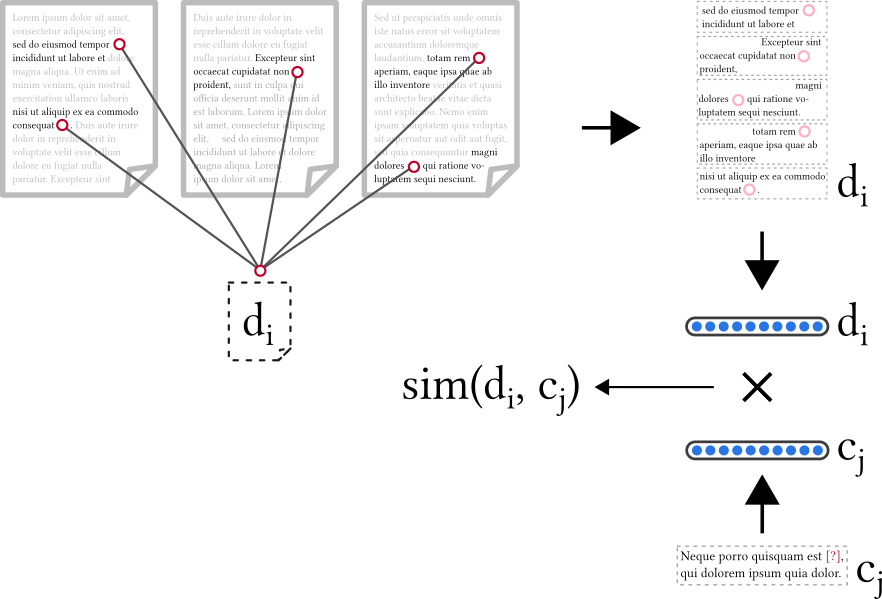 Lorem ipsum dolor sit amet,
consectetur adipiscing elit,
sed do eiusmod tempor
incididunt ut labore et dolore
magna aliqua. Ut enim ad
minim veniam, quis nostrud
exercitation ullamco laboris
nisi ut aliquip ex ea commodo
consequat . Duis aute irure
dolor in reprehenderit in
voluptate velit esse cillum
dolore eu fugiat nulla
pariatur. Excepteur sint
Duis aute irure dolor in
reprehenderit in voluptate velit
esse cillum dolore eu fugiat
nulla pariatur. Excepteur sint
occaecat cupidatat non
proident, sunt in culpa qui
officia deserunt mollit anim id
est laborum. Lorem ipsum dolor
sit amet, consectetur adipiscing
elit, sed do eiusmod tempor
incididunt ut labore et dolore
magna aliqua. Lorem
ipsum dolor sit amet.
Sed ut perspiciatis unde omnis
iste natus error sit voluptatem
accusantium doloremque
laudantium, totam rem
aperiam, eaque ipsa quae ab
illo inventore veritatis et quasi
architecto beatae vitae dicta
sunt explicabo. Nemo enim
ipsam voluptatem quia voluptas
sit aspernatur aut odit aut fugit,
sed quia consequuntur magni
dolores qui ratione vo-
luptatem sequi nesciunt.
sed do eiusmod tempor
incididunt ut labore et
Excepteur sint
occaecat cupidatat non
proident,
magni
dolores qui ratione vo-
luptatem sequi nesciunt.
totam rem
aperiam, eaque ipsa quae ab
illo inventore
nisi ut aliquip ex ea commodo
consequat .
di
di
di
sim(di, cj)
cj
Neque porro quisquam est [?],
qui dolorem ipsum quia dolor.
cj